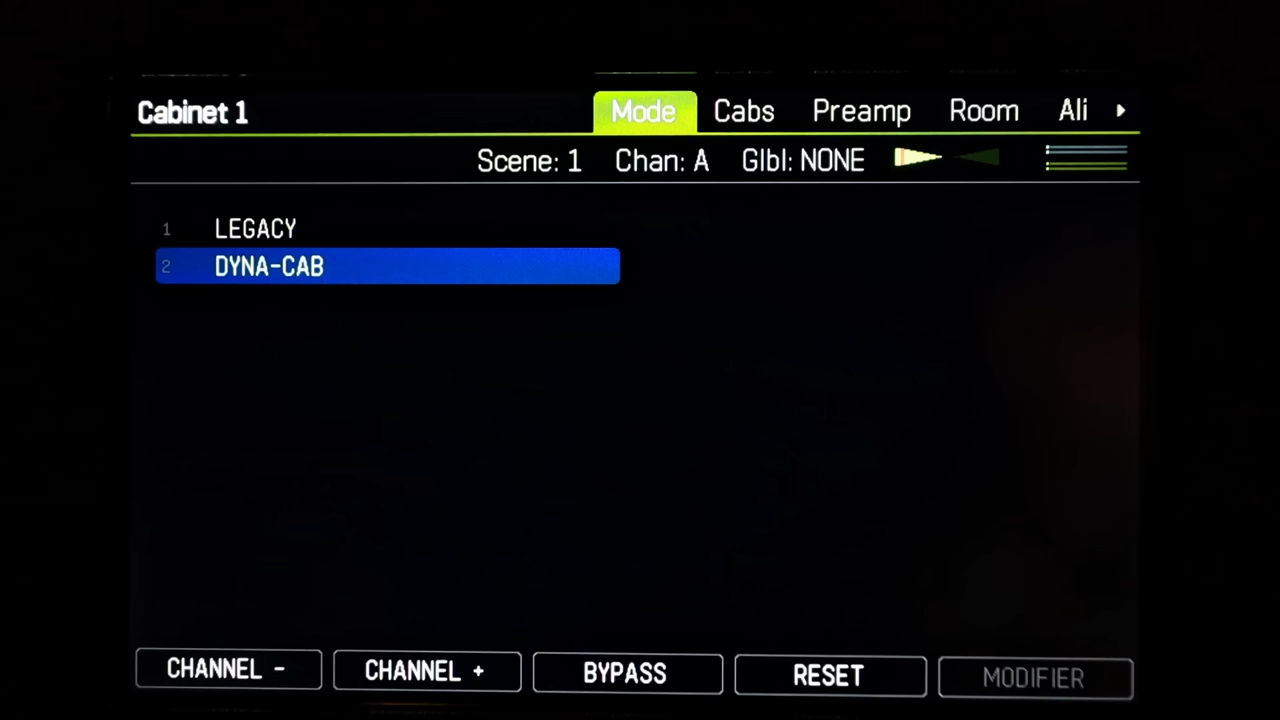 Cabinet 1 Mode Cabs Preamp Room Ali
Scene: 1 Chan: A Glbl: NONE
1 LEGACY
2 DYNA-CAB
CHANNEL - CHANNEL + BYPASS RESET MODIFIER